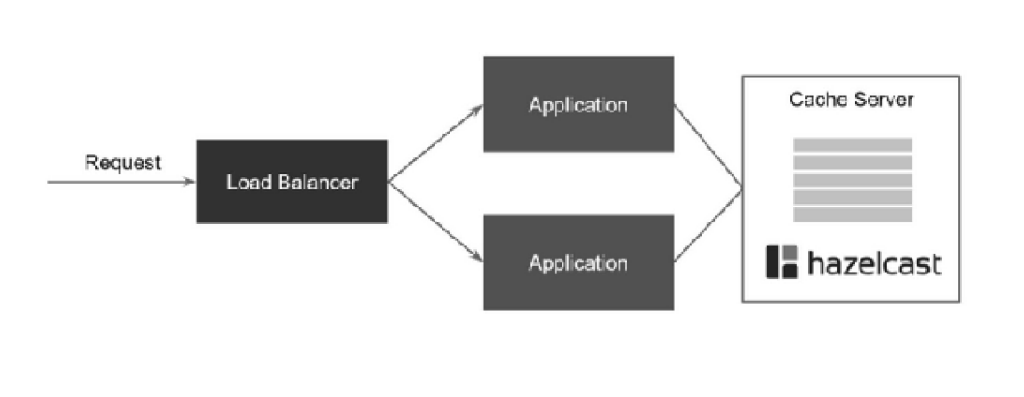 Request
Load Balancer
Application
Application
Cache Server
hazelcast